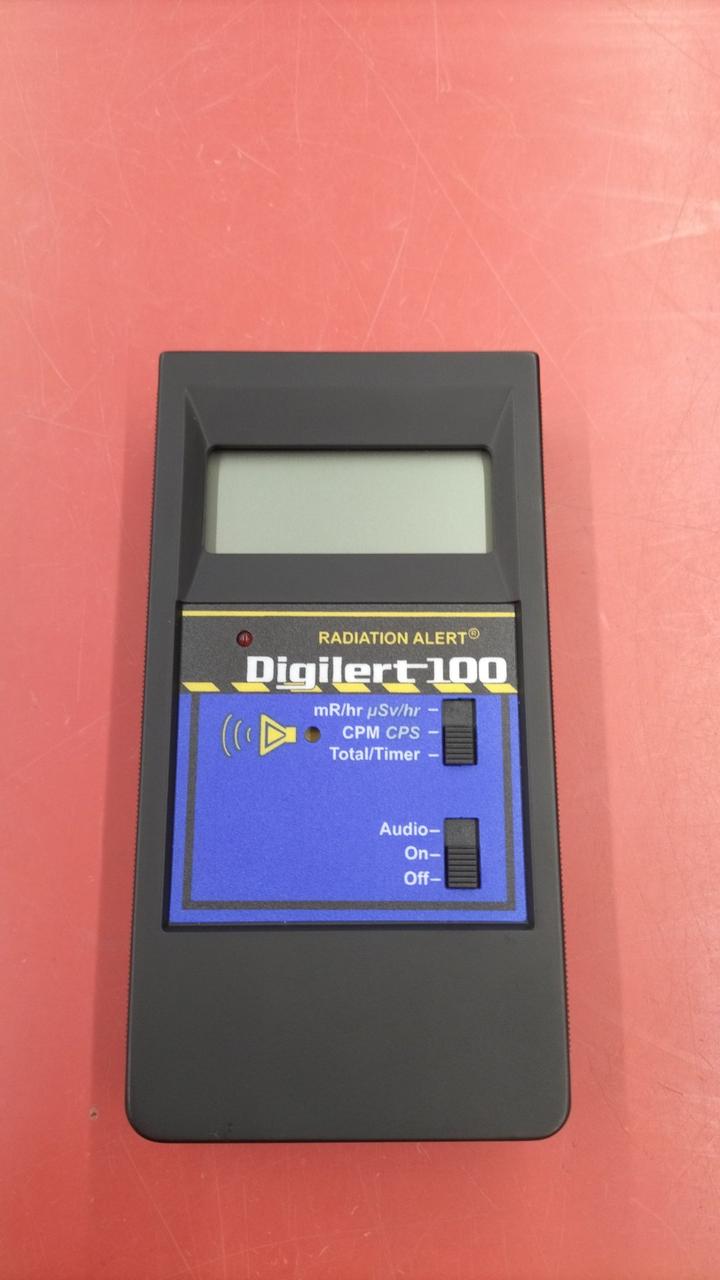 RADIATION ALERT®
Digilert 100
mR/hr µSv/hr
CPM CPS
Total/Timer
Audio
On
Off